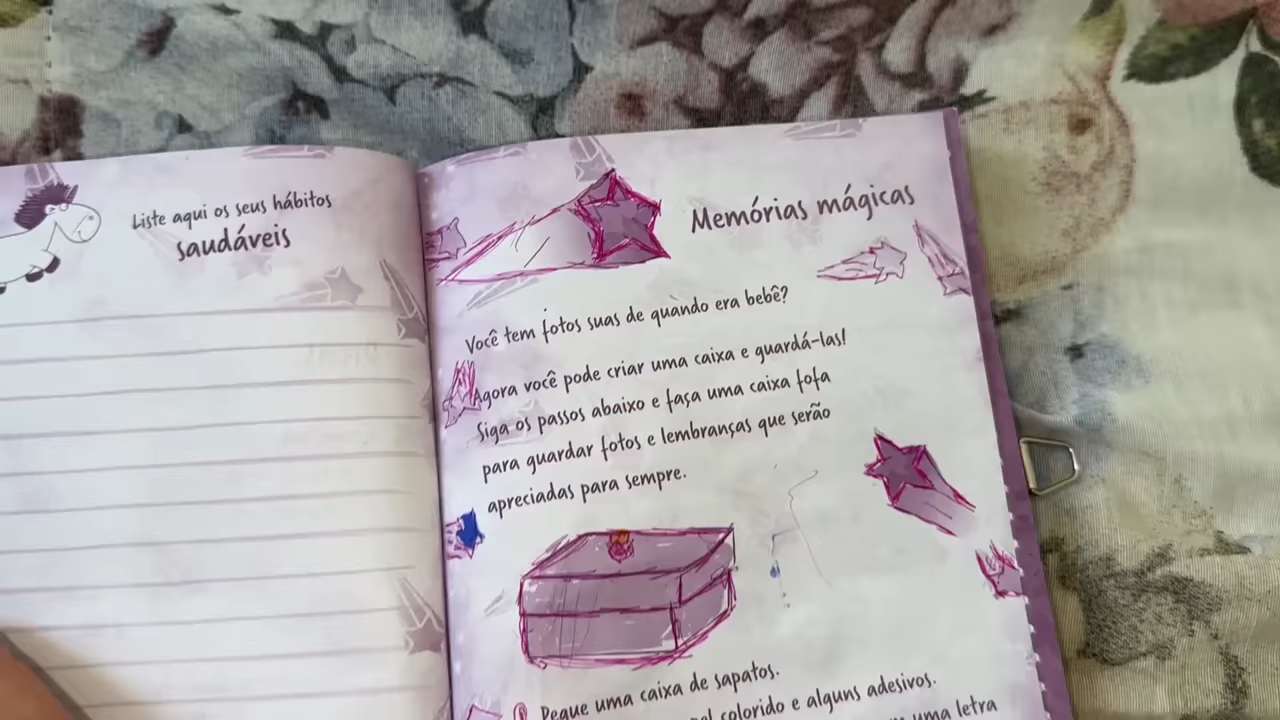 Liste aqui os seus hábitos
saudáveis
Memórias mágicas
Você tem fotos suas de quando era bebê?
Agora você pode criar uma caixa e guardá-las!
Siga os passos abaixo e faça uma caixa fofa
para guardar fotos e lembranças que serão
apreciadas para sempre.
Pegue uma caixa de sapatos.
colorido e alguns adesivos.
uma letra